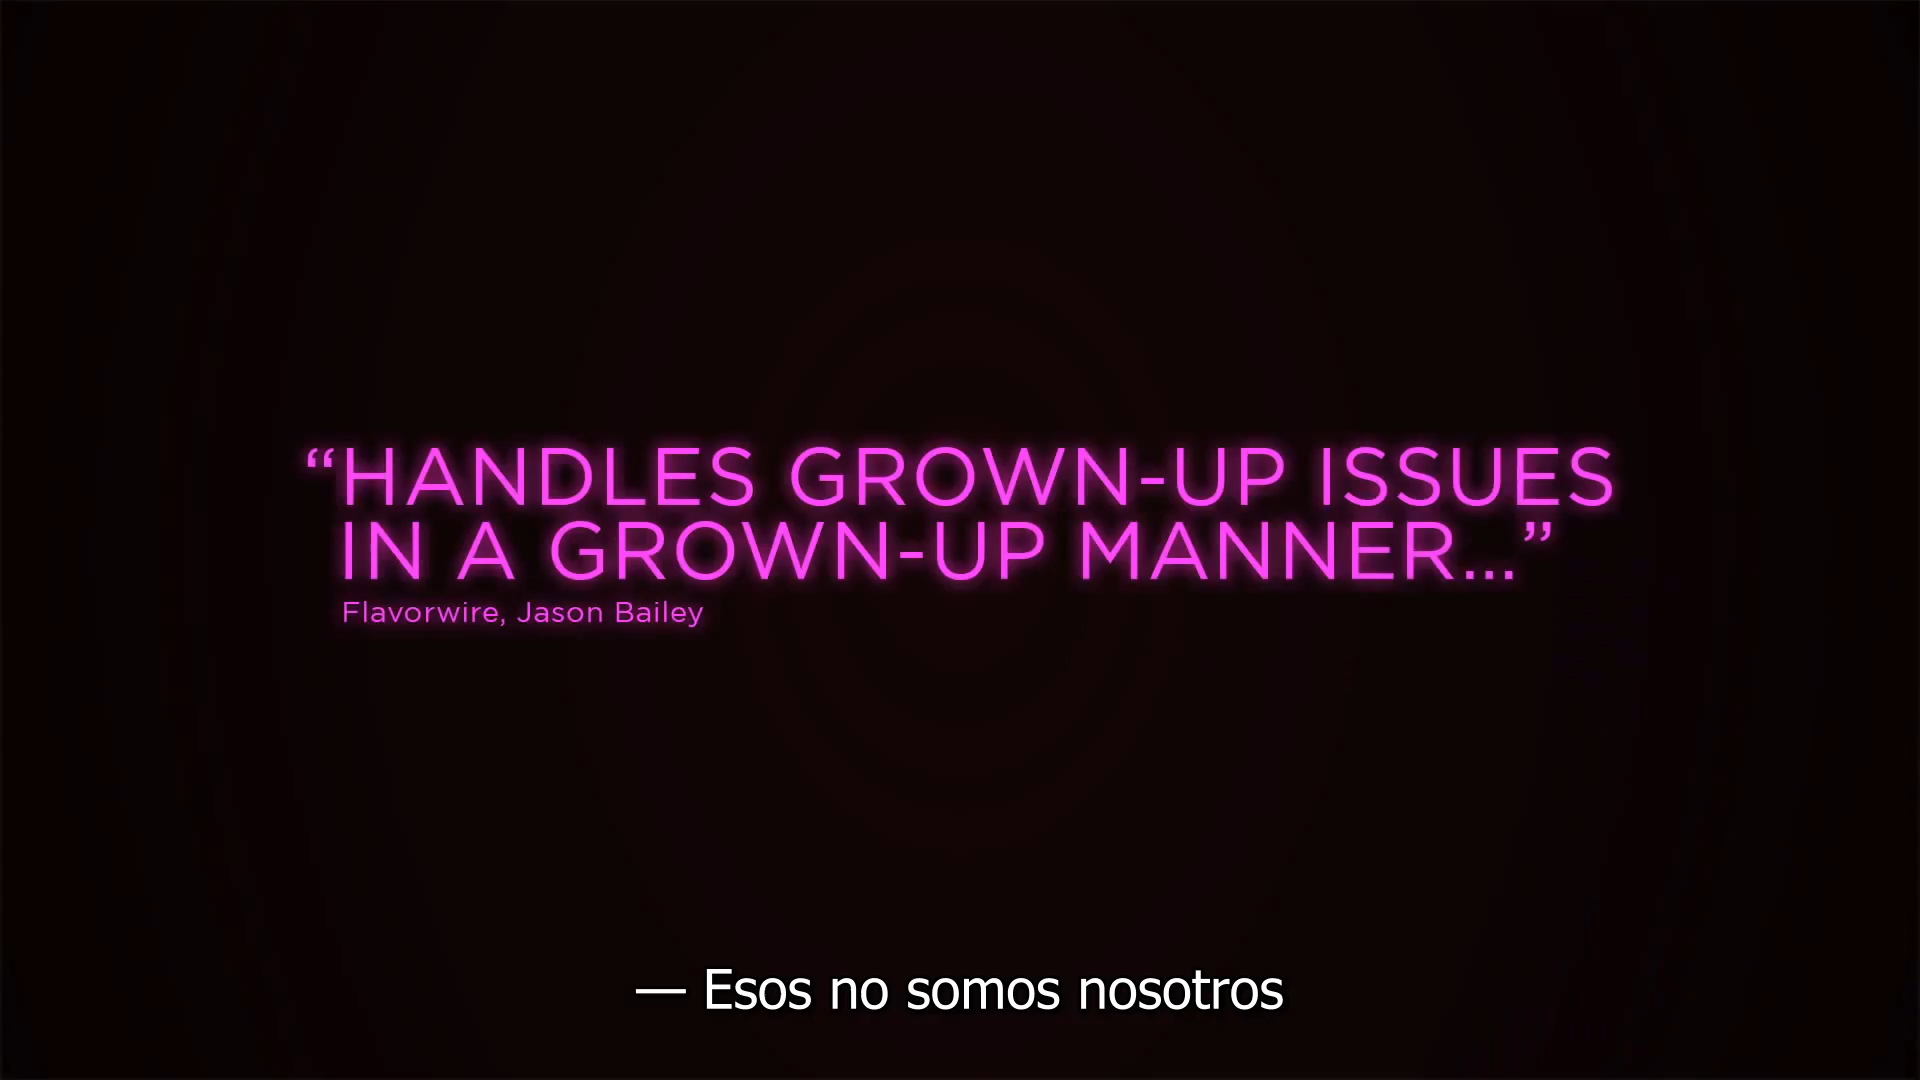 “HANDLES GROWN-UP ISSUES
IN A GROWN-UP MANNER...”
Flavorwire, Jason Bailey
— Esos no somos nosotros